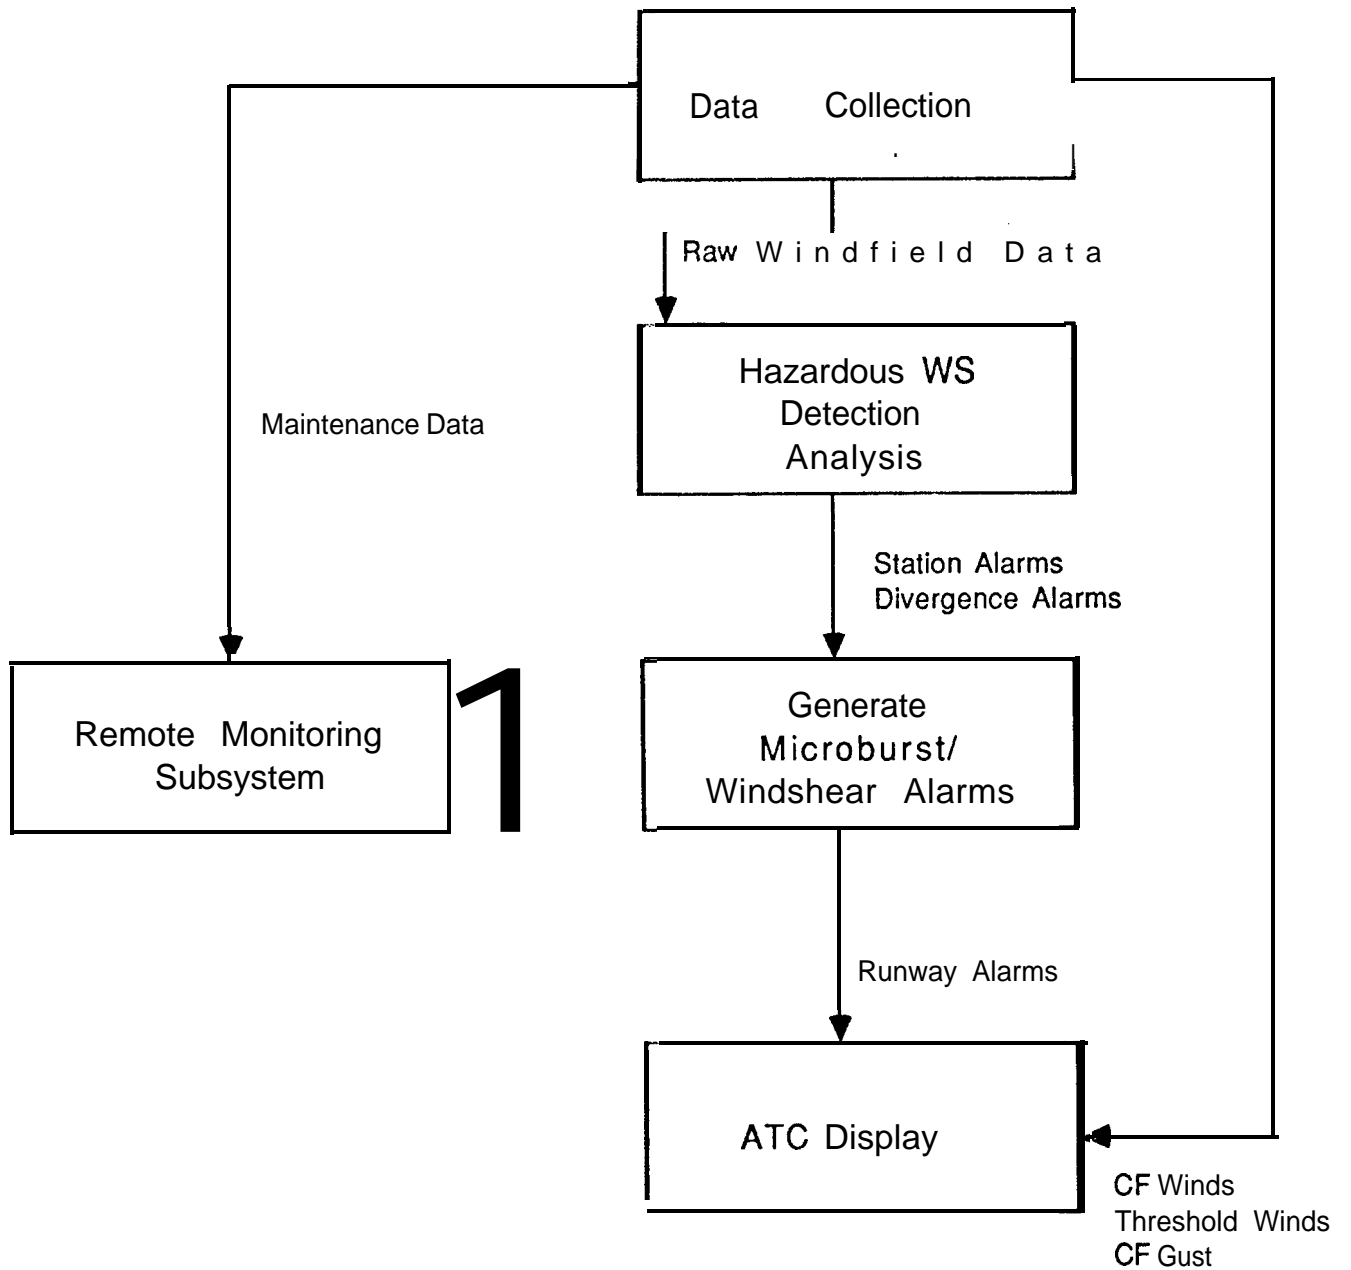 Data Collection
Raw Windfield Data
Hazardous WS
Detection
Analysis
Maintenance Data
Station Alarms
Divergence Alarms
Remote Monitoring
Subsystem
1
Generate
Microburst/
Windshear Alarms
Runway Alarms
ATC Display
CF Winds
Threshold Winds
CF Gust